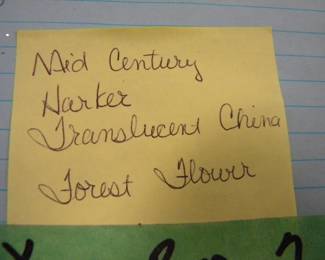 Mid Century
Harker
Translucent China
Forest Flower